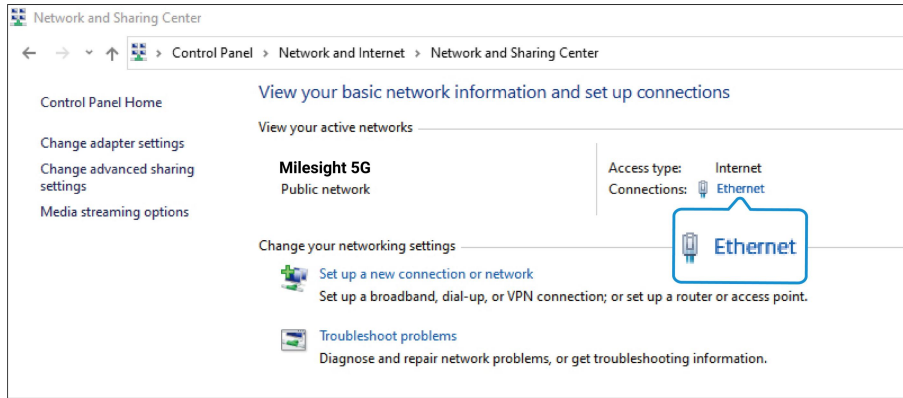 Network and Sharing Center
Control Panel > Network and Internet > Network and Sharing Center
Control Panel Home
Change adapter settings
Change advanced sharing
settings
Media streaming options
View your basic network information and set up connections
View your active networks
Milesight 5G
Public network
Access type: Internet
Connections: Ethernet
Ethernet
Change your networking settings
Set up a new connection or network
Set up a broadband, dial-up, or VPN connection; or set up a router or access point.
Troubleshoot problems
Diagnose and repair network problems, or get troubleshooting information.